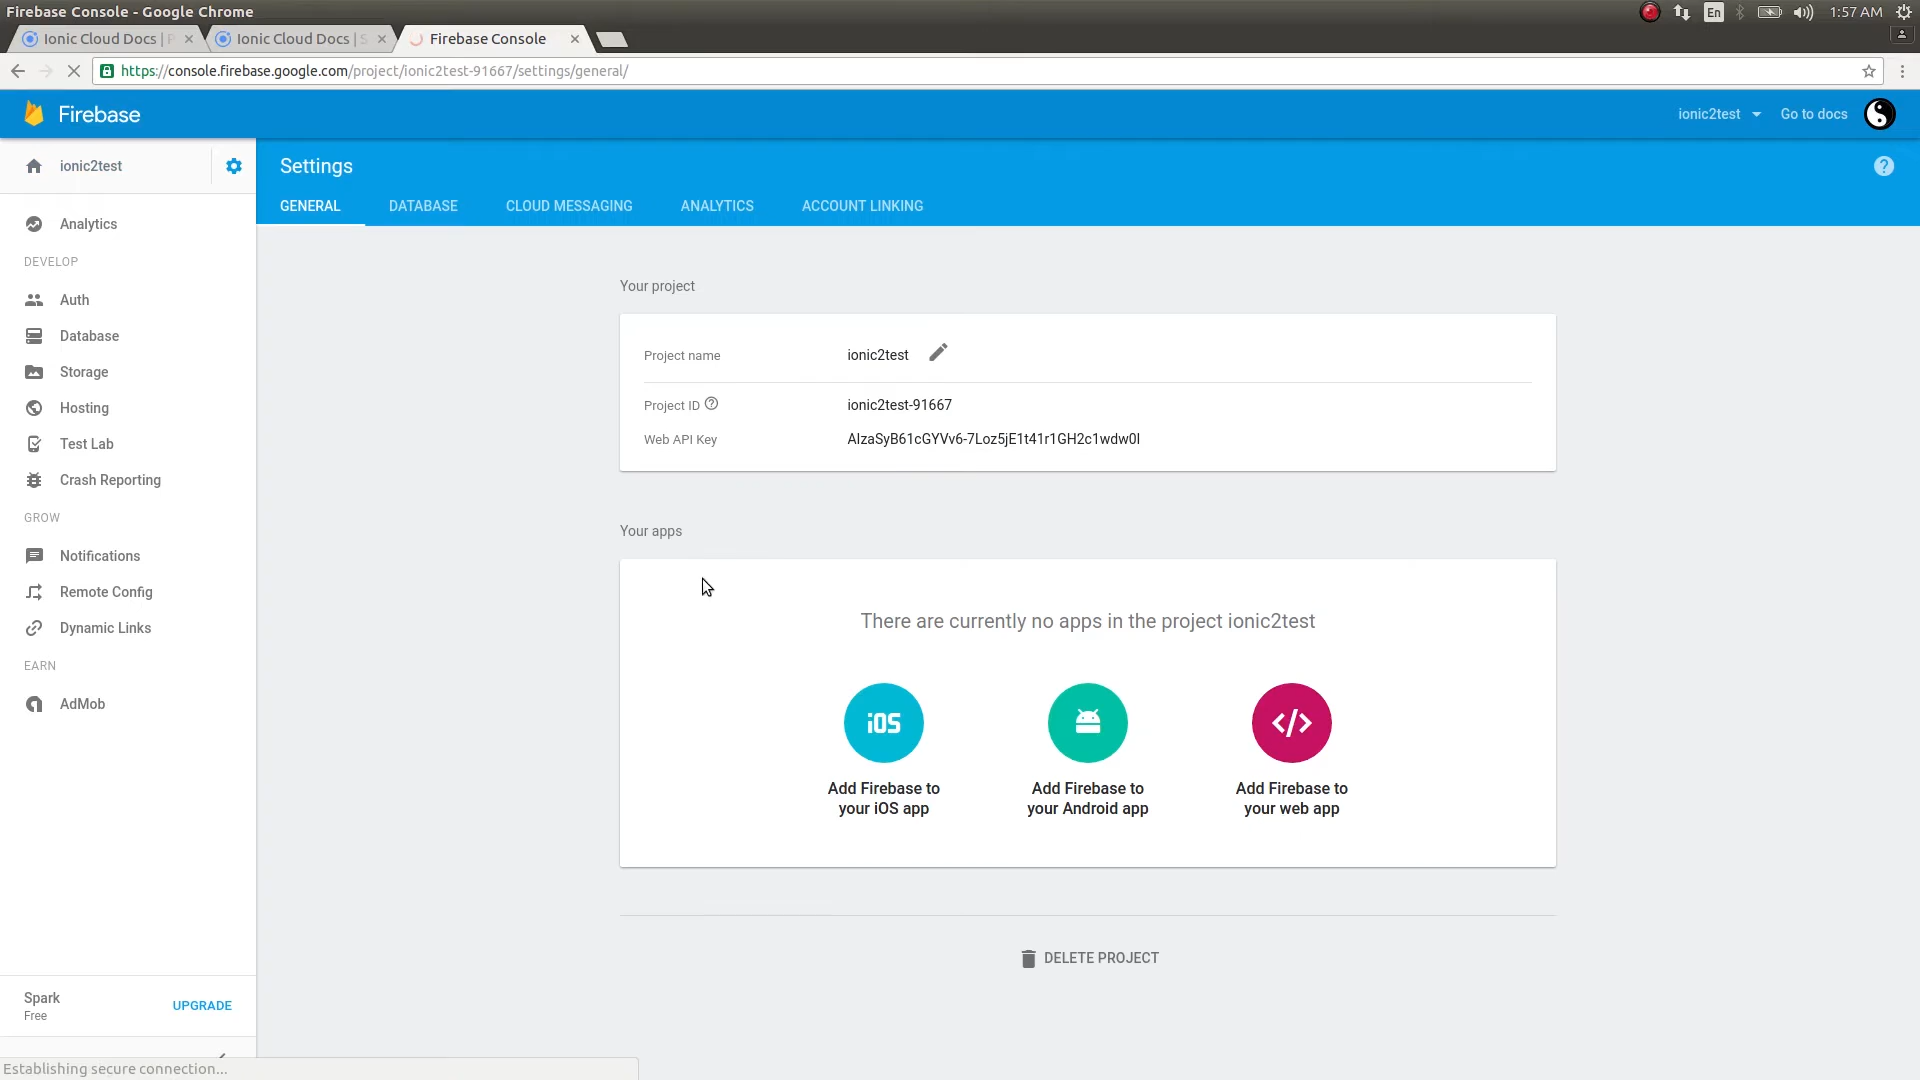 Firebase Console - Google Chrome
En
1:57 AM
Ionic Cloud Docs | P
Ionic Cloud Docs | S
Firebase Console
https://console.firebase.google.com/project/ionic2test-91667/settings/general/
Firebase
ionic2test
Go to docs
ionic2test
Settings
GENERAL
DATABASE
CLOUD MESSAGING
ANALYTICS
ACCOUNT LINKING
Analytics
DEVELOP
Auth
Database
Storage
Hosting
Test Lab
Crash Reporting
GROW
Notifications
Remote Config
Dynamic Links
EARN
AdMob
Spark
Free
UPGRADE
Establishing secure connection...
Your project
Project name
ionic2test
Project ID
ionic2test-91667
Web API Key
AIzaSyB61cGYVv6-7Loz5jE1t41r1GH2c1wdw0I
Your apps
There are currently no apps in the project ionic2test
iOS
Add Firebase to
your iOS app
Add Firebase to
your Android app
</>
Add Firebase to
your web app
DELETE PROJECT